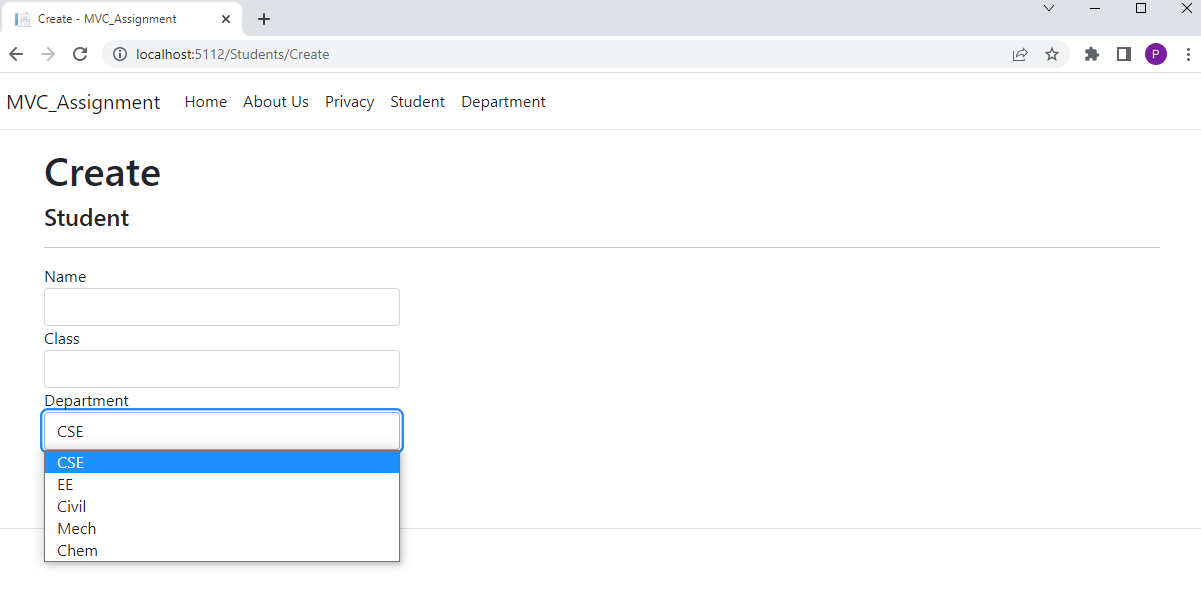 Create - MVC_Assignment
localhost:5112/Students/Create
P
MVC_Assignment Home About Us Privacy Student Department
Create
Student
Name
Class
Department
CSE
CSE
EE
Civil
Mech
Chem